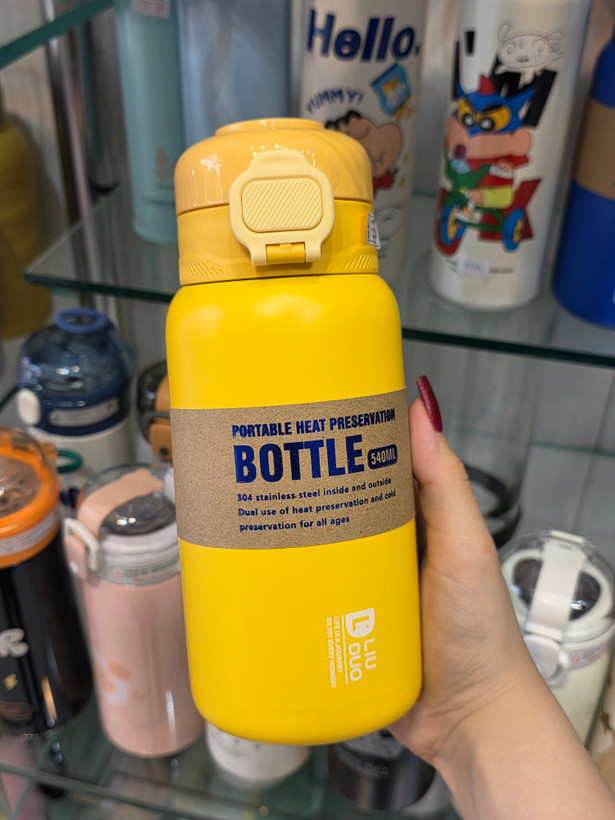 Hello.
YUMMY!
PORTABLE HEAT PRESERVATION
BOTTLE 540ML
304 stainless steel inside and outside
Dual use of heat preservation and cold
preservation for all ages
LIU
DUO
LIFE IS A JOURNEY
ENJOY EVERY MOMENT